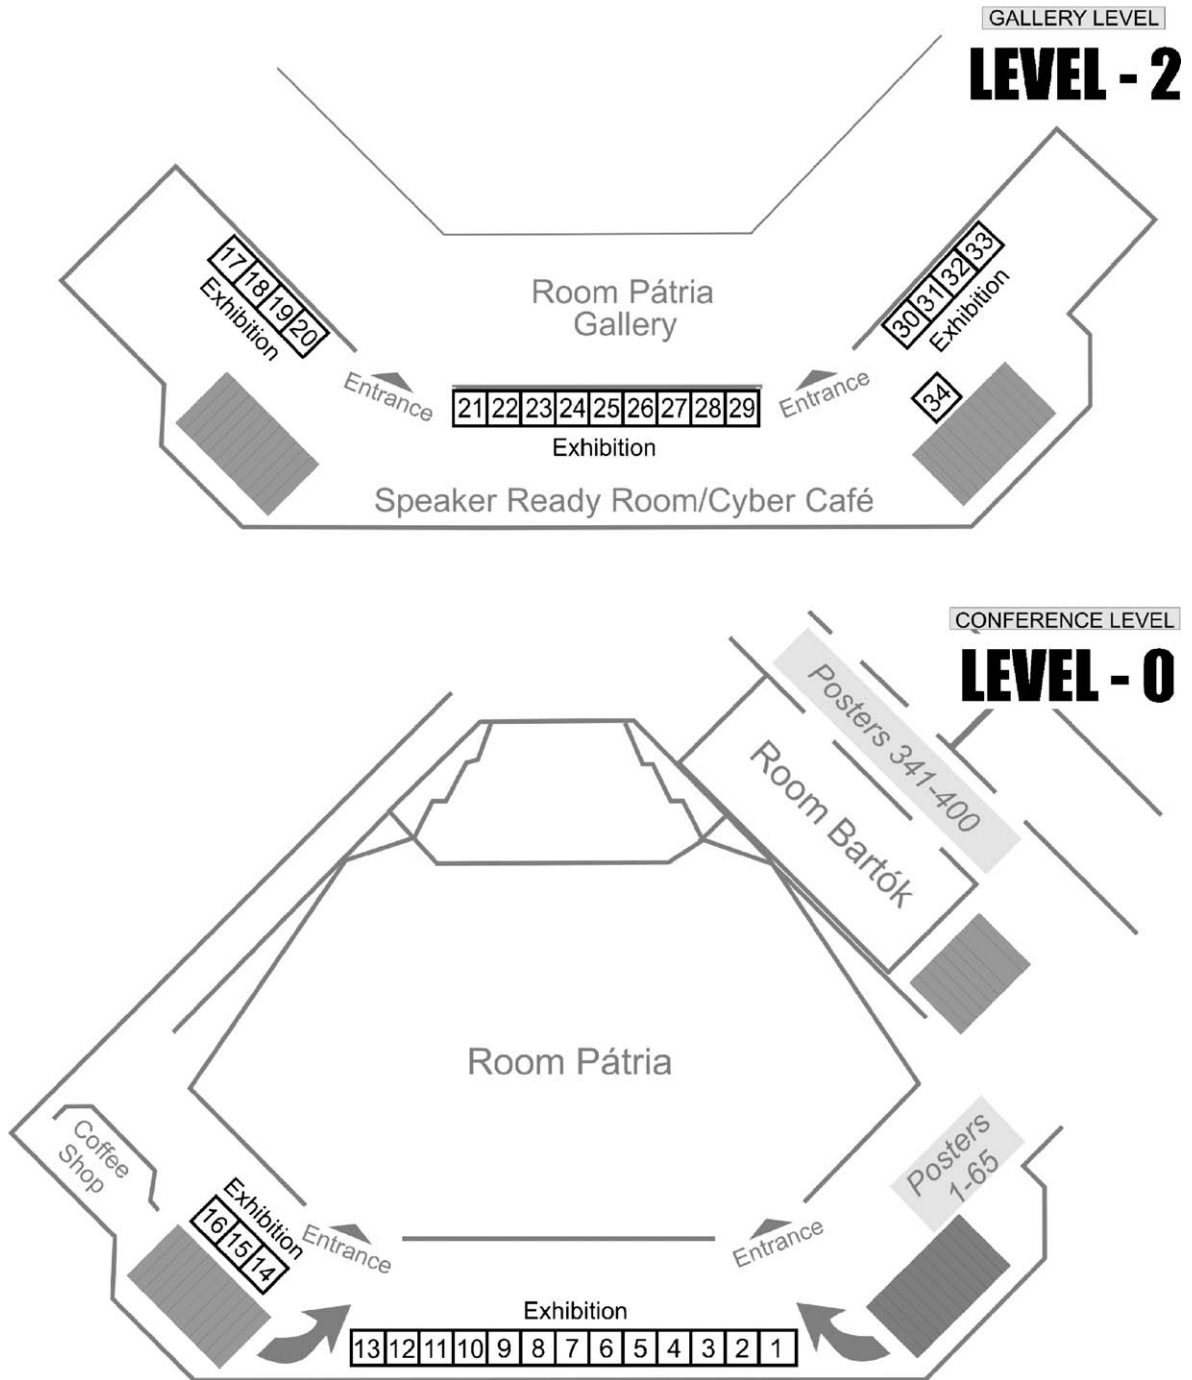 GALLERY LEVEL
LEVEL - 2
17 18 19 20
Exhibition
Room Pátria
Gallery
30 31 32 33
Exhibition
34
Entrance
Entrance
21 22 23 24 25 26 27 28 29
Exhibition
Speaker Ready Room/Cyber Café
CONFERENCE LEVEL
LEVEL - 0
Posters 341-400
Room Bartók
Room Pátria
Coffee
Shop
Posters
1-65
Exhibition
16 15 14
Entrance
Entrance
Exhibition
13 12 11 10 9 8 7 6 5 4 3 2 1